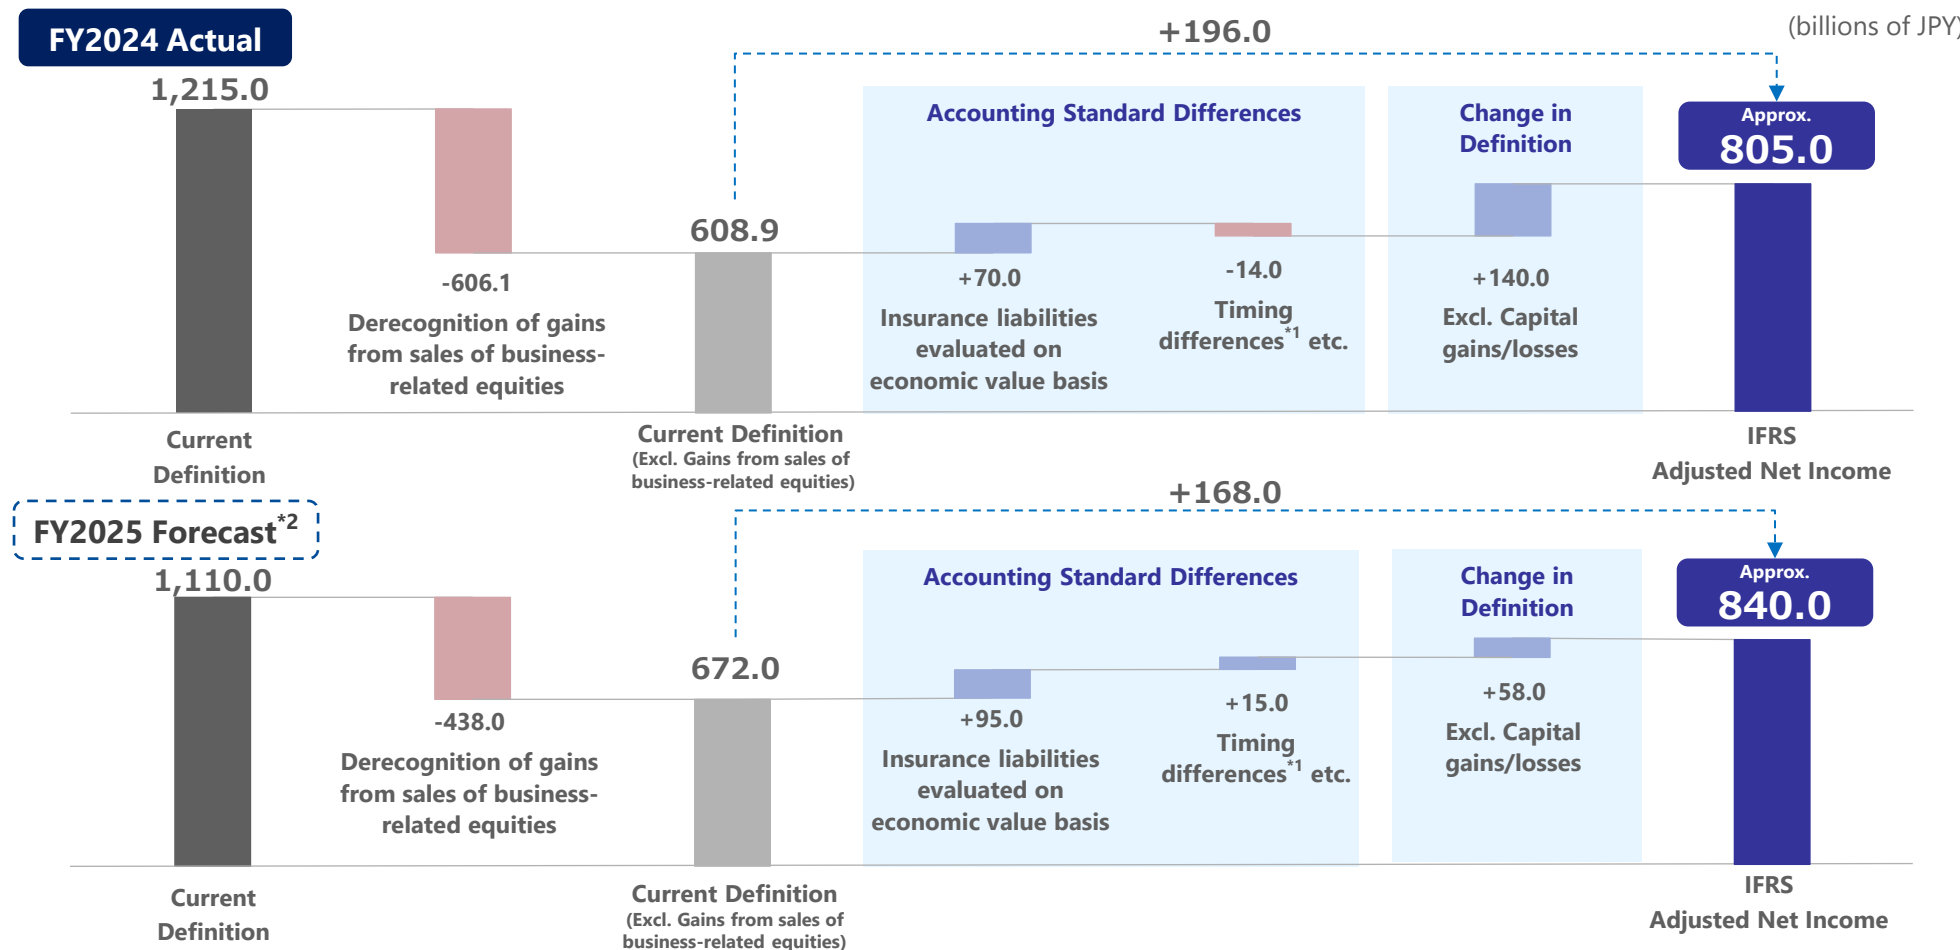 FY2024 Actual
+196.0
(billions of JPY)
1,215.0
Accounting Standard Differences
Change in
Definition
Approx.
805.0
608.9
-606.1
+70.0
-14.0
+140.0
Derecognition of gains
from sales of business-
related equities
Insurance liabilities
evaluated on
economic value basis
Timing
differences*1 etc.
Excl. Capital
gains/losses
Current
Definition
Current Definition
(Excl. Gains from sales of
business-related equities)
IFRS
Adjusted Net Income
FY2025 Forecast*2
+168.0
1,110.0
Accounting Standard Differences
Change in
Definition
Approx.
840.0
672.0
-438.0
+95.0
+15.0
+58.0
Derecognition of gains
from sales of business-
related equities
Insurance liabilities
evaluated on
economic value basis
Timing
differences*1 etc.
Excl. Capital
gains/losses
Current
Definition
Current Definition
(Excl. Gains from sales of
business-related equities)
IFRS
Adjusted Net Income